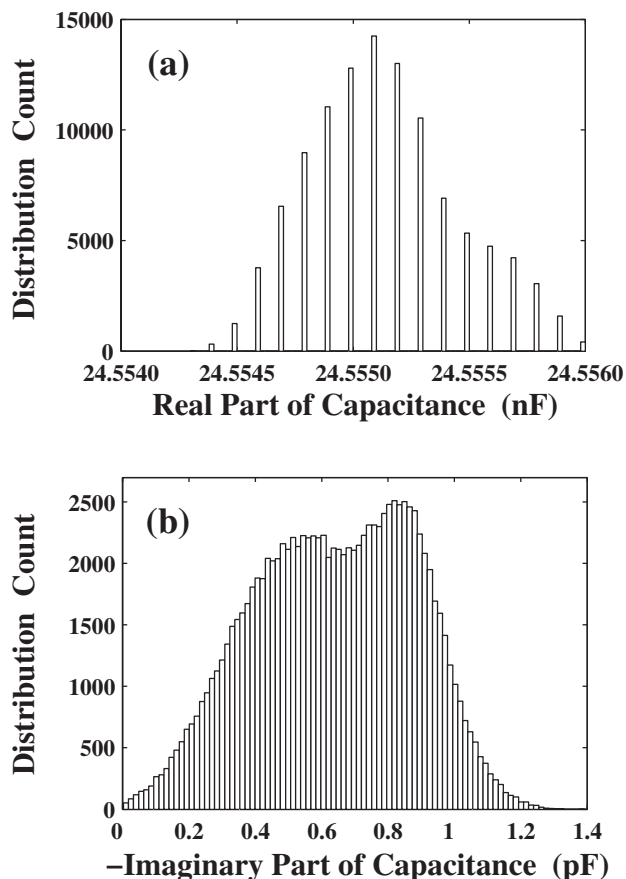 15000
(a)
10000
5000
0
Distribution Count
24.5540 24.5545 24.5550 24.5555 24.5560
Real Part of Capacitance (nF)
2500
(b)
2000
1500
1000
500
0
Distribution Count
0 0.2 0.4 0.6 0.8 1 1.2 1.4
−Imaginary Part of Capacitance (pF)